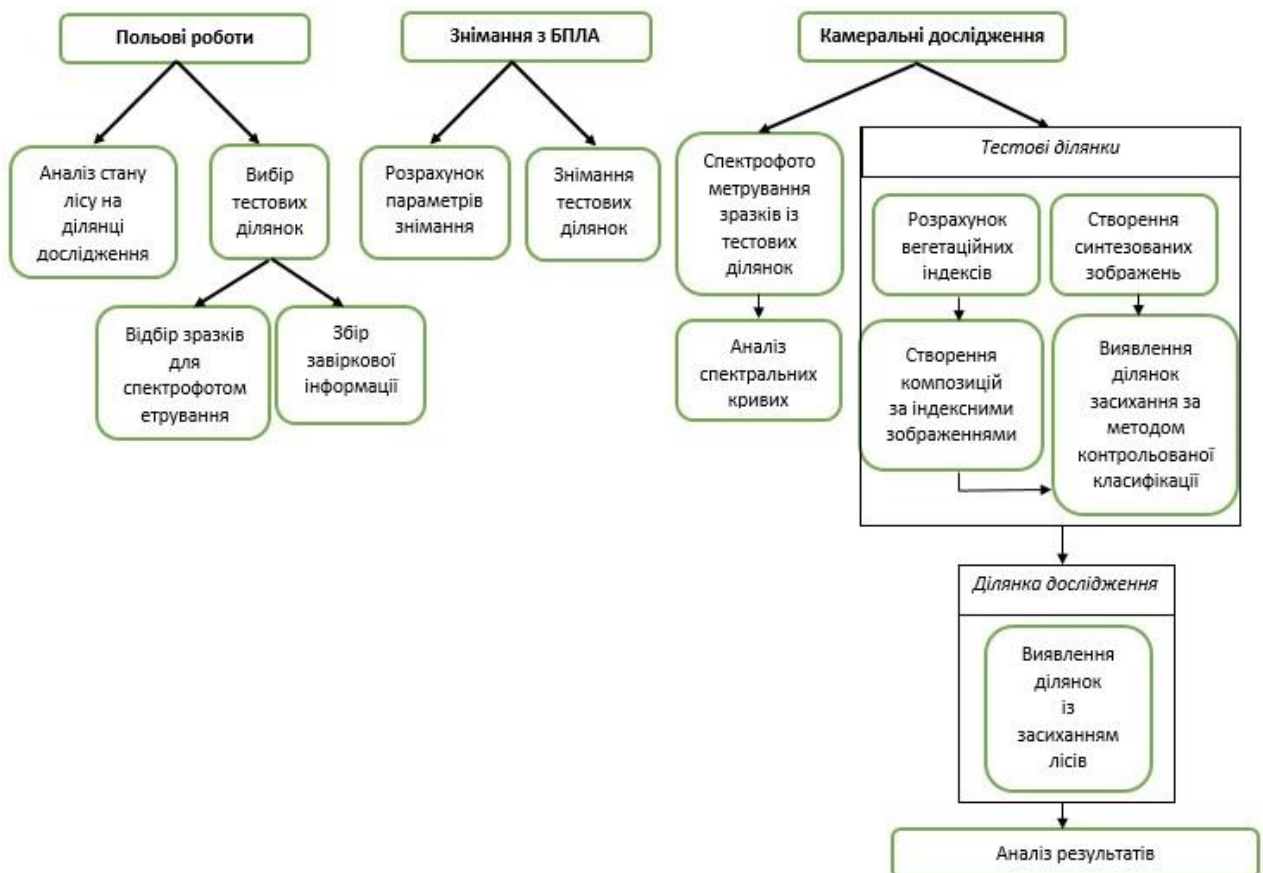 Польові роботи
Знімання з БПЛА
Камеральні дослідження
Аналіз стану
лісу на
ділянці
дослідження
Вибір
тестових
ділянок
Відбір зразків
для
спектрофотом
етрування
Збір
завіркової
інформації
Розрахунок
параметрів
знімання
Знімання
тестових
ділянок
Спектрофото
метрування
зразків із
тестових
ділянок
Аналіз
спектральних
кривих
Тестові ділянки
Розрахунок
вегетаційних
індексів
Створення
синтезованих
зображень
Створення
композицій
за індексними
зображеннями
Виявлення
ділянок
засихання за
методом
контрольованої
класифікації
Ділянка дослідження
Виявлення
ділянок
із
засиханням
лісів
Аналіз результатів